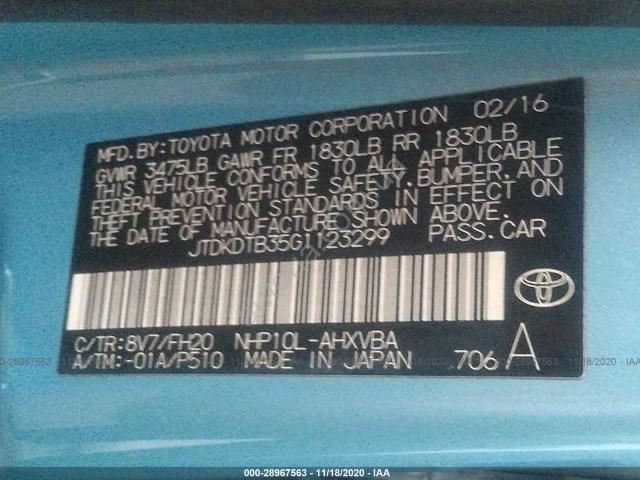 MFD.BY:TOYOTA MOTOR CORPORATION 02/16
GVWR 3475LB GAWR FR 1830LB RR 1830LB
THIS VEHICLE CONFORMS TO ALL APPLICABLE
FEDERAL MOTOR VEHICLE SAFETY,BUMPER,AND
THEFT PREVENTION STANDARDS IN EFFECT ON
THE DATE OF MANUFACTURE SHOWN ABOVE.
JTDKDTB35G1123299 PASS.CAR
C/TR:8V7/FH20 NHP10L-AHXVBA
A/TM:-01A/P510 MADE IN JAPAN 706 A
000-28967563 - 11/18/2020 - IAA